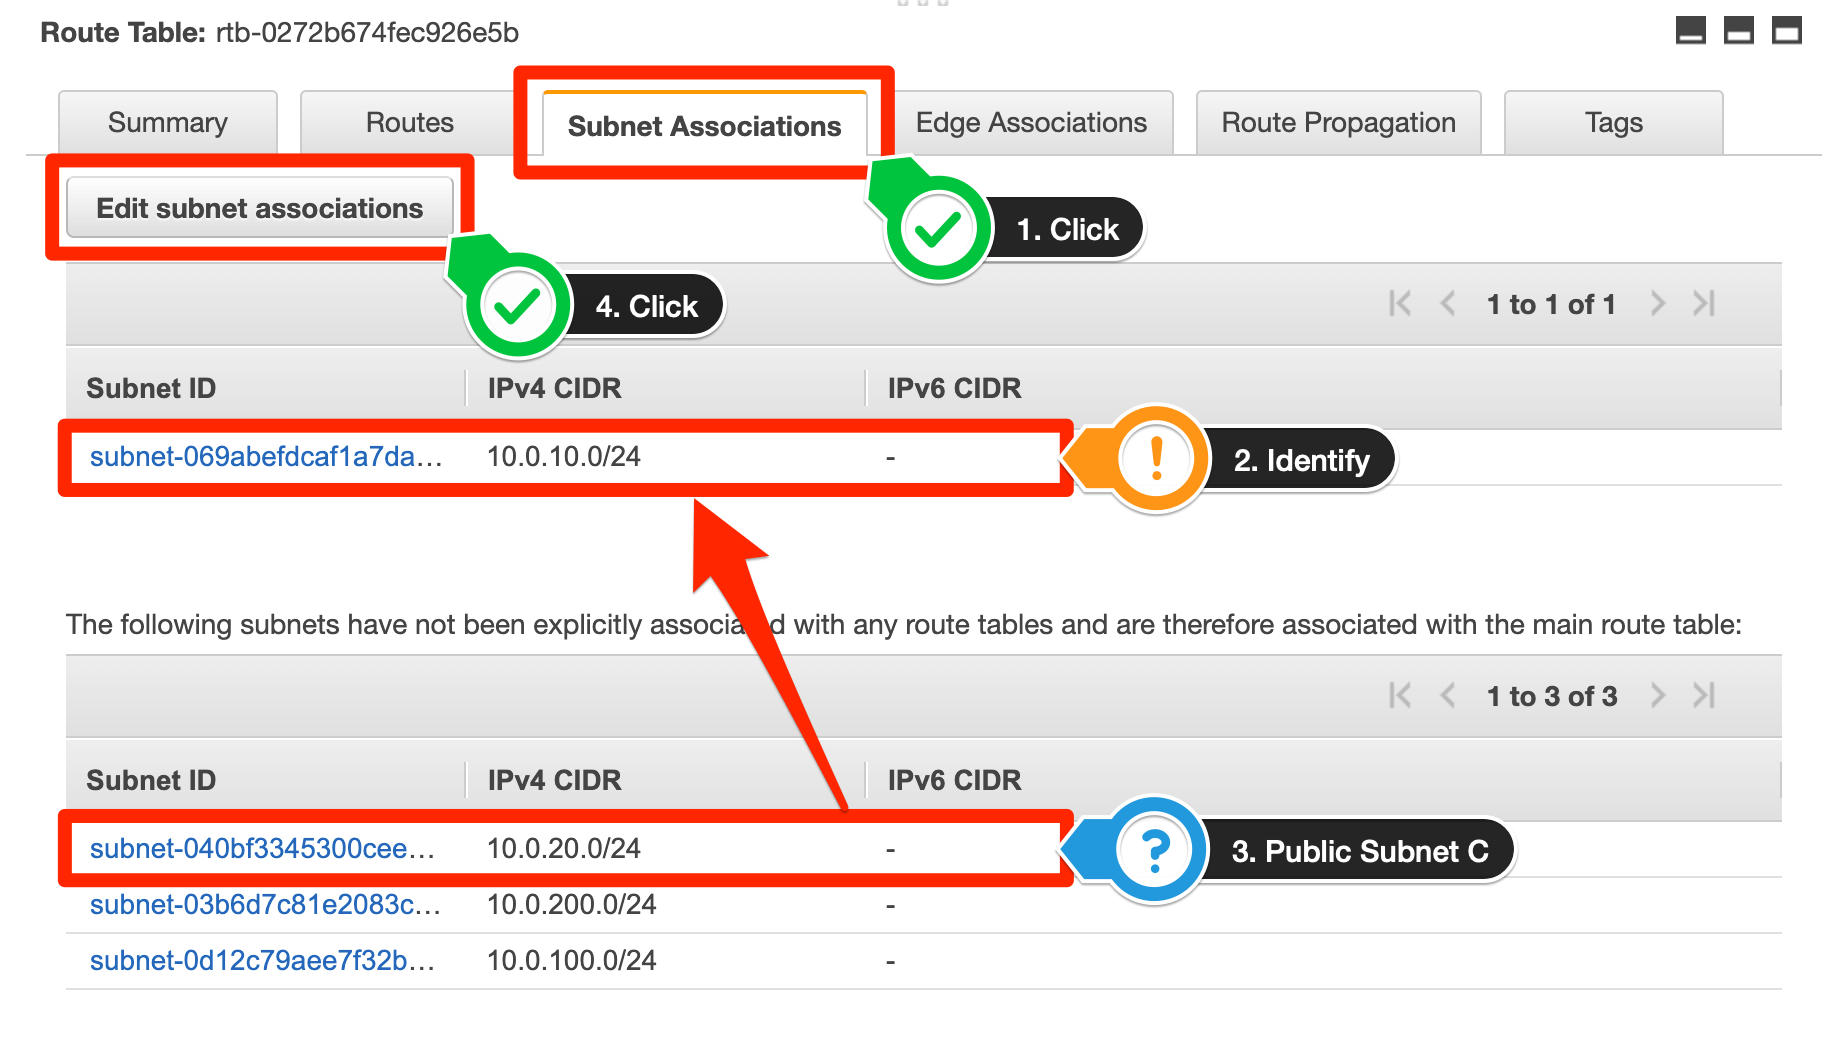 Route Table: rtb-0272b674fec926e5b
Summary Routes Subnet Associations Edge Associations Route Propagation Tags
Edit subnet associations
1. Click
4. Click
1 to 1 of 1
Subnet ID IPv4 CIDR IPv6 CIDR
subnet-069abefdcaf1a7da... 10.0.10.0/24 -
2. Identify
The following subnets have not been explicitly associated with any route tables and are therefore associated with the main route table:
1 to 3 of 3
Subnet ID IPv4 CIDR IPv6 CIDR
subnet-040bf3345300cee... 10.0.20.0/24 -
3. Public Subnet C
subnet-03b6d7c81e2083c... 10.0.200.0/24 -
subnet-0d12c79aee7f32b... 10.0.100.0/24 -